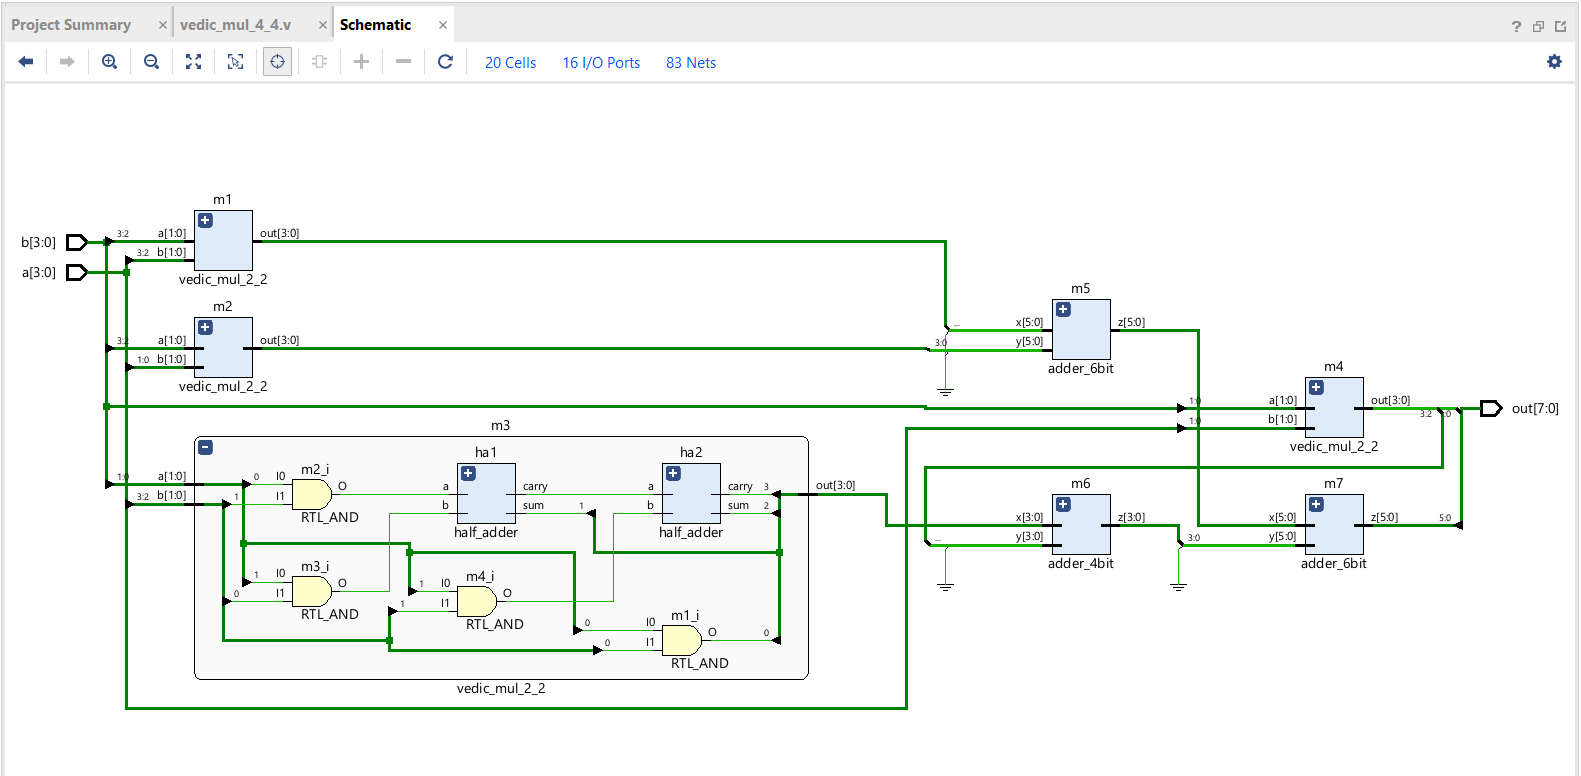 Project Summary × vedic_mul_4_4.v × Schematic ×
20 Cells 16 I/O Ports 83 Nets
m1
b[3:0] 3:2 a[1:0] out[3:0]
3:2 b[1:0]
a[3:0]
vedic_mul_2_2
m2
3:2 a[1:0] out[3:0]
1:0 b[1:0]
vedic_mul_2_2
m5
x[5:0] z[5:0]
3:0 y[5:0]
adder_6bit
m4
1:0 a[1:0] out[3:0]
1:0 b[1:0] 3:2 1:0 out[7:0]
vedic_mul_2_2
m3
ha1 ha2
m2_i
1:0 a[1:0] 0 I0 O a carry a carry 3 out[3:0]
3:2 b[1:0] 1 I1 b sum 1 b sum 2
RTL_AND half_adder half_adder
m3_i
1 I0 O
0 I1
RTL_AND
m4_i
1 I0 O
1 I1
RTL_AND
m1_i
0 I0 O 0
0 I1
RTL_AND
vedic_mul_2_2
m6
x[3:0] z[3:0]
y[3:0]
adder_4bit
m7
x[5:0] z[5:0] 5:0
3:0 y[5:0]
adder_6bit